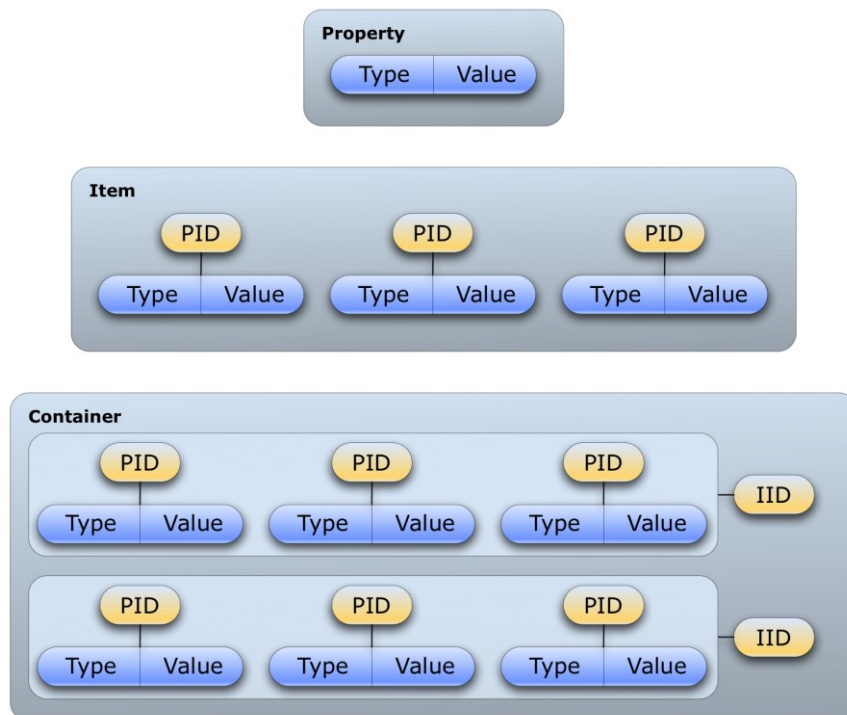 Property
Type Value
Item
PID PID PID
Type Value Type Value Type Value
Container
PID PID PID
IID
Type Value Type Value Type Value
PID PID PID
IID
Type Value Type Value Type Value